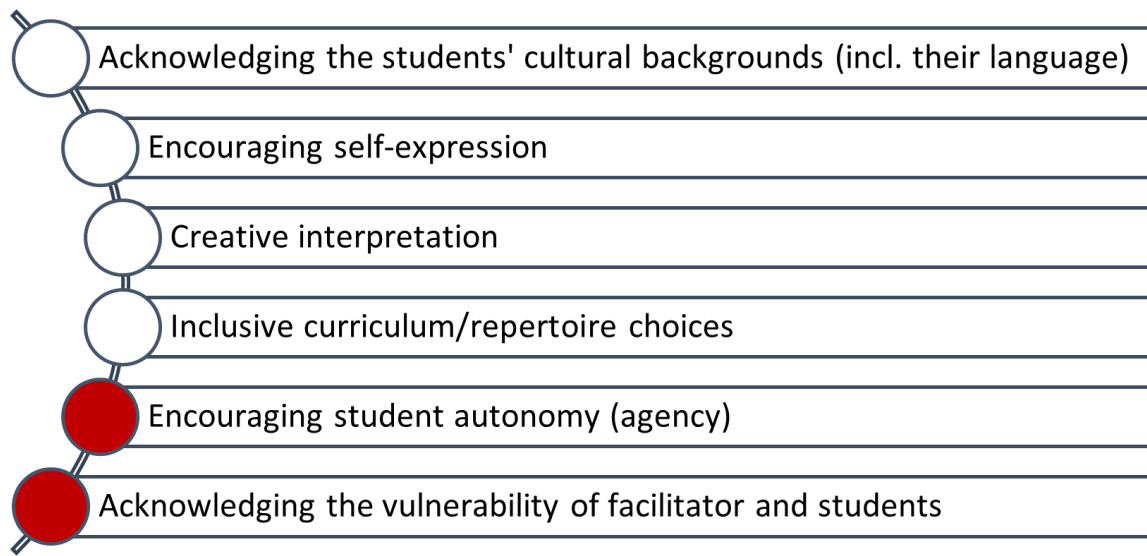 Acknowledging the students' cultural backgrounds (incl. their language)
Encouraging self-expression
Creative interpretation
Inclusive curriculum/repertoire choices
Encouraging student autonomy (agency)
Acknowledging the vulnerability of facilitator and students